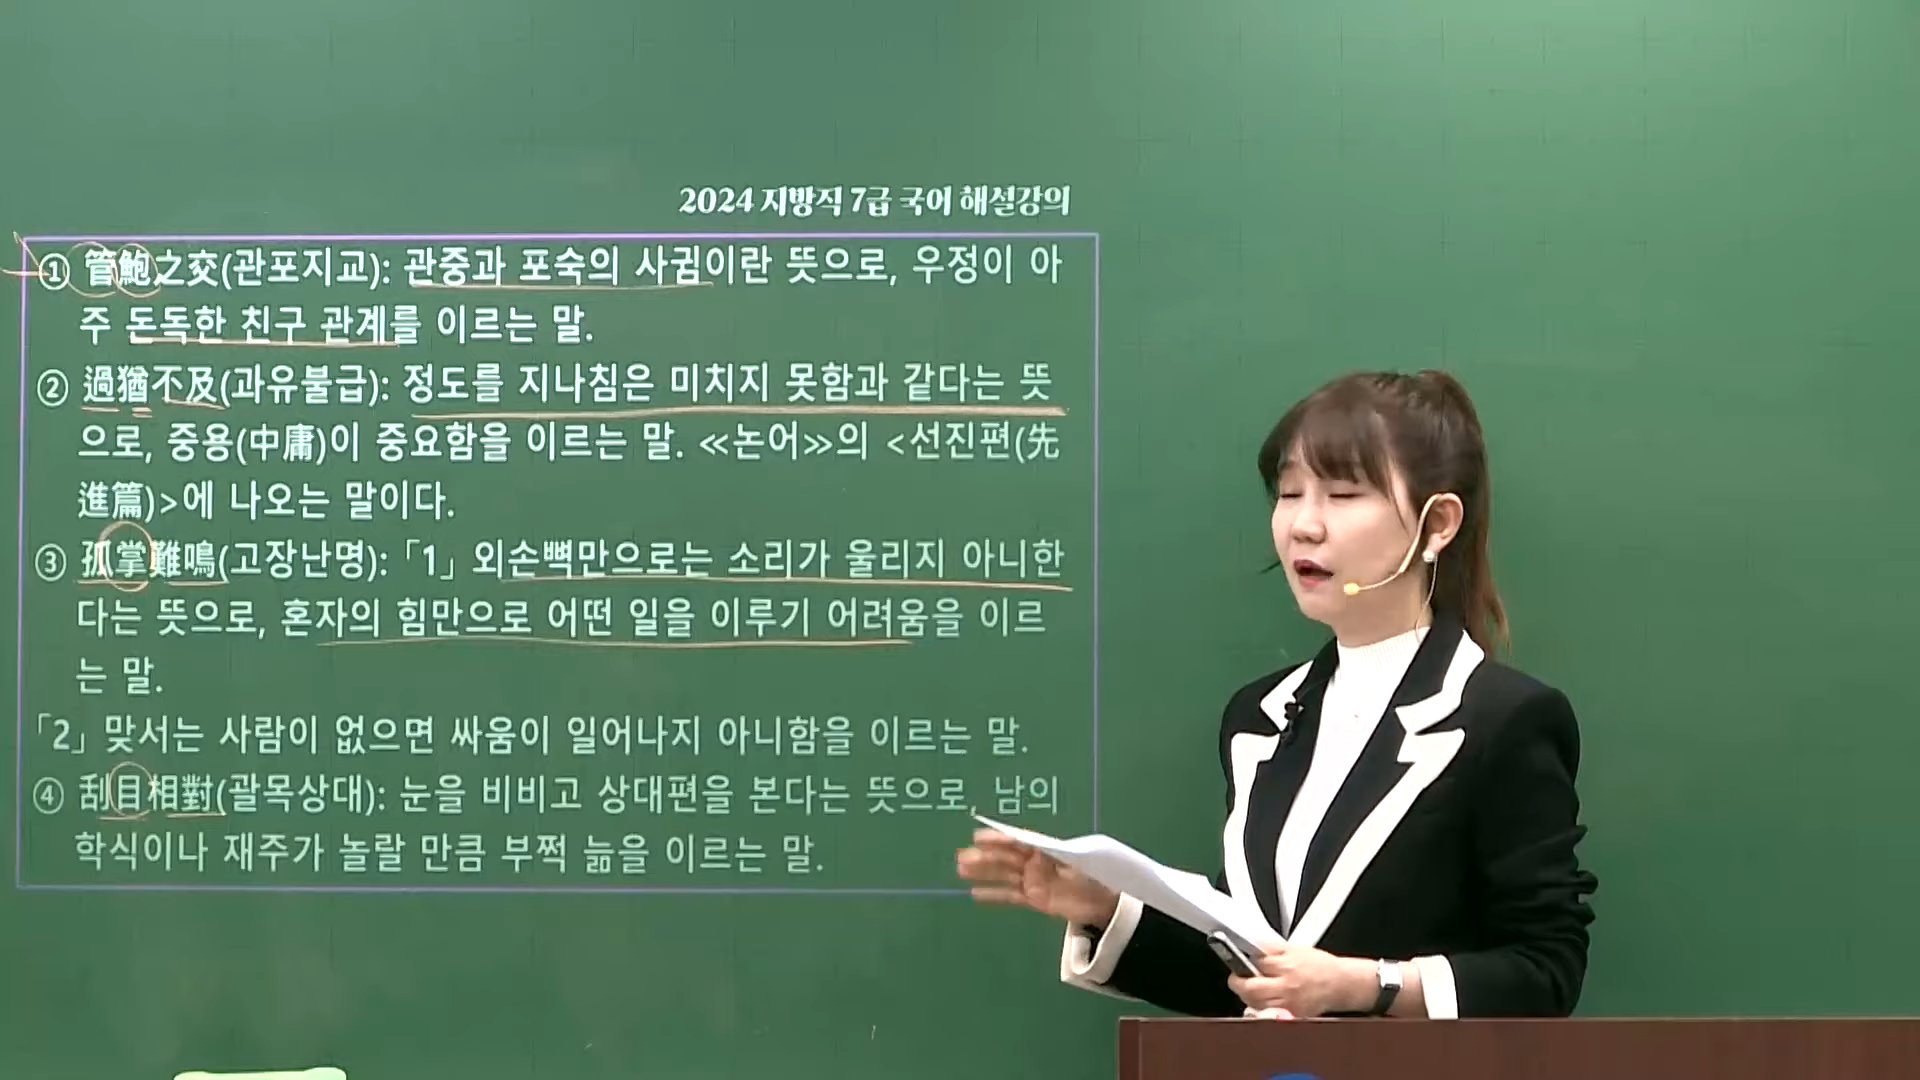 2024 지방직 7급 국어 해설강의
① 管鮑之交(관포지교): 관중과 포숙의 사귐이란 뜻으로, 우정이 아
주 돈독한 친구 관계를 이르는 말.
② 過猶不及(과유불급): 정도를 지나침은 미치지 못함과 같다는 뜻
으로, 중용(中庸)이 중요함을 이르는 말. ≪논어≫의 <선진편(先
進篇)>에 나오는 말이다.
③ 孤掌難鳴(고장난명):「1」외손뼉만으로는 소리가 울리지 아니한
다는 뜻으로, 혼자의 힘만으로 어떤 일을 이루기 어려움을 이르
는 말.
「2」맞서는 사람이 없으면 싸움이 일어나지 아니함을 이르는 말.
④ 刮目相對(괄목상대): 눈을 비비고 상대편을 본다는 뜻으로, 남의
학식이나 재주가 놀랄 만큼 부쩍 늚을 이르는 말.